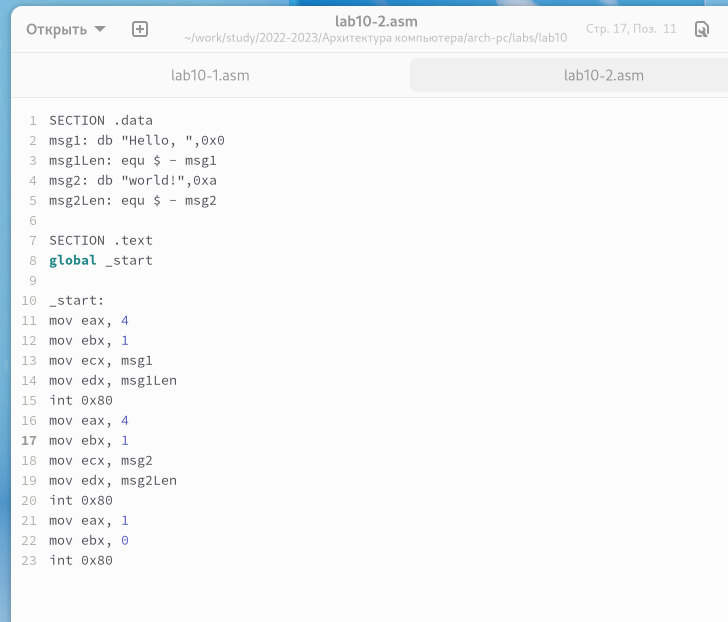 Открыть
lab10-2.asm
~/work/study/2022-2023/Архитектура компьютера/arch-pc/labs/lab10
Стр. 17, Поз. 11
lab10-1.asm
lab10-2.asm
1 SECTION .data
2 msg1: db "Hello, ",0x0
3 msg1Len: equ $ - msg1
4 msg2: db "world!",0xa
5 msg2Len: equ $ - msg2
6
7 SECTION .text
8 global _start
9
10 _start:
11 mov eax, 4
12 mov ebx, 1
13 mov ecx, msg1
14 mov edx, msg1Len
15 int 0x80
16 mov eax, 4
17 mov ebx, 1
18 mov ecx, msg2
19 mov edx, msg2Len
20 int 0x80
21 mov eax, 1
22 mov ebx, 0
23 int 0x80